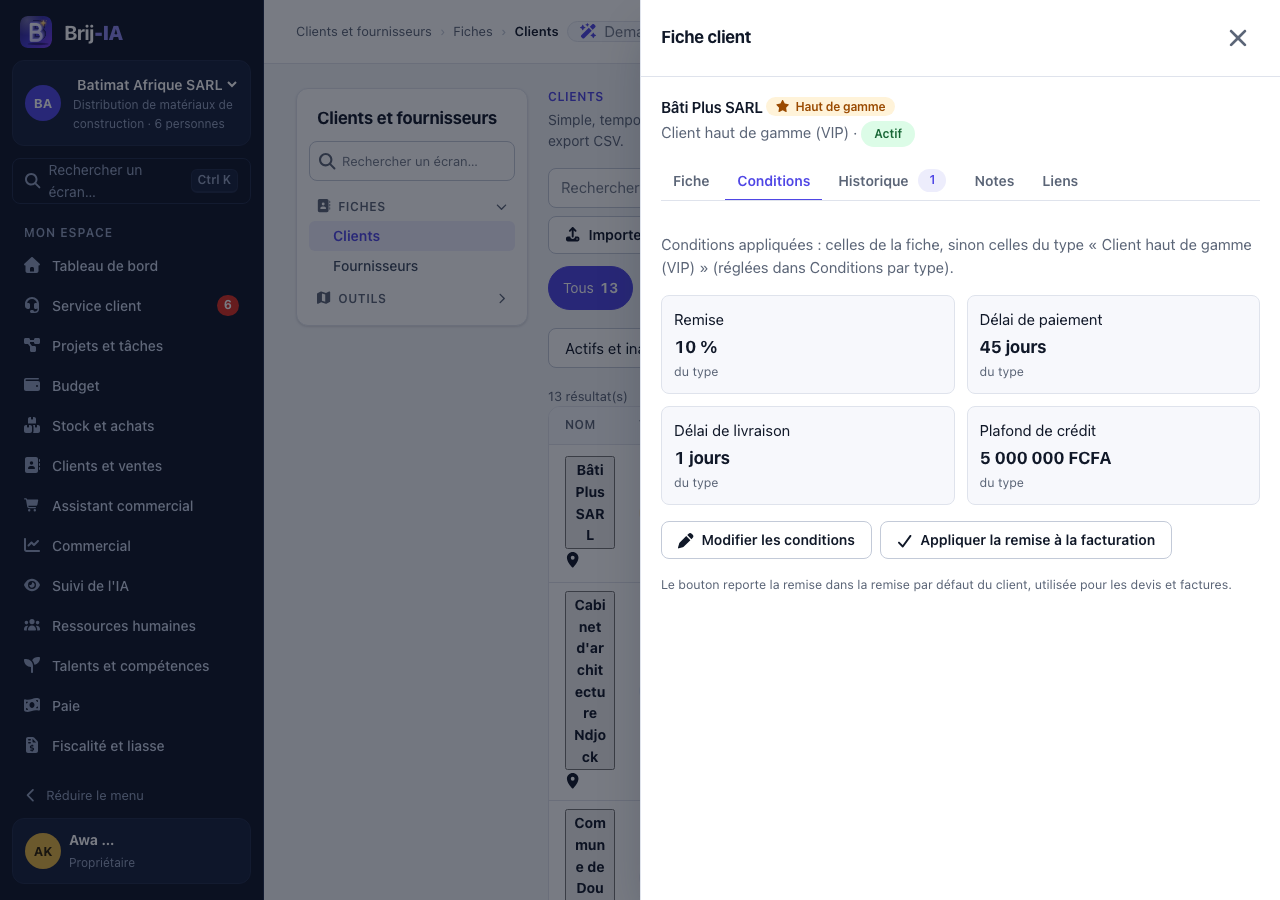 Brij-IA
BA
Batimat Afrique SARL
Distribution de matériaux de
construction · 6 personnes
Rechercher un
écran...
Ctrl K
MON ESPACE
Tableau de bord
Service client
6
Projets et tâches
Budget
Stock et achats
Clients et ventes
Assistant commercial
Commercial
Suivi de l'IA
Ressources humaines
Talents et compétences
Paie
Fiscalité et liasse
Réduire le menu
AK
Awa ...
Propriétaire
Clients et fournisseurs › Fiches › Clients
Clients et fournisseurs
Rechercher un écran...
FICHES
Clients
Fournisseurs
OUTILS
CLIENTS
export CSV.
Rechercher
Tous 13
13 résultat(s)
NOM
Bâti
Plus
SAR
L
Cabi
net
d'ar
chit
ectu
re
Ndjo
ck
Com
mun
e de
Dou
Fiche client
Bâti Plus SARL
Haut de gamme
Client haut de gamme (VIP) · Actif
Fiche
Conditions
Historique 1
Notes
Liens
Conditions appliquées : celles de la fiche, sinon celles du type « Client haut de gamme
(VIP) » (réglées dans Conditions par type).
Remise
10 %
du type
Délai de paiement
45 jours
du type
Délai de livraison
1 jours
du type
Plafond de crédit
5 000 000 FCFA
du type
Modifier les conditions
Appliquer la remise à la facturation
Le bouton reporte la remise dans la remise par défaut du client, utilisée pour les devis et factures.